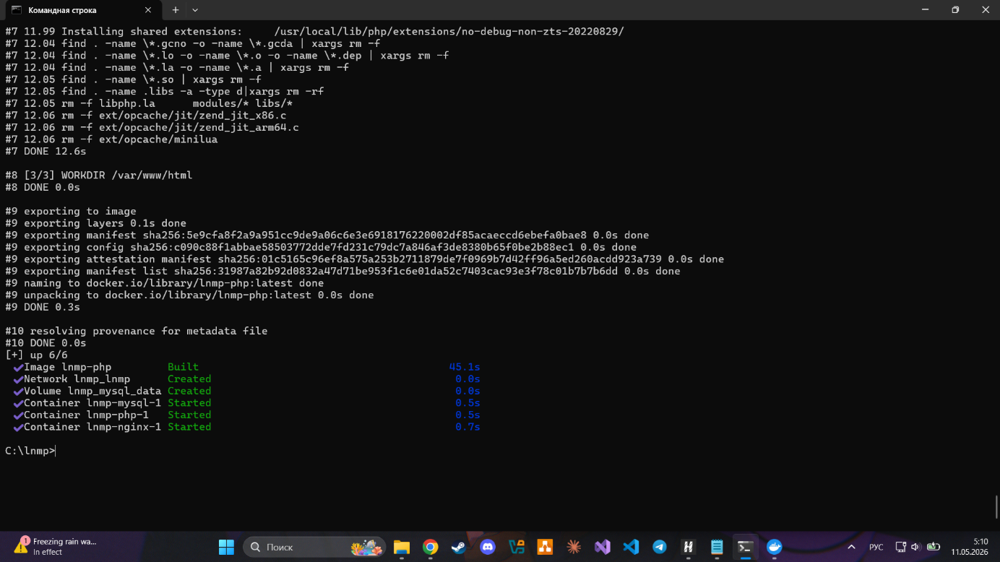 Командная строка
#7 11.99 Installing shared extensions:     /usr/local/lib/php/extensions/no-debug-non-zts-20220829/
#7 12.04 find . -name \*.gcno -o -name \*.gcda | xargs rm -f
#7 12.04 find . -name \*.lo -o -name \*.o -o -name \*.dep | xargs rm -f
#7 12.04 find . -name \*.la -o -name \*.a | xargs rm -f
#7 12.05 find . -name \*.so | xargs rm -f
#7 12.05 find . -name .libs -a -type d|xargs rm -rf
#7 12.05 rm -f libphp.la      modules/* libs/*
#7 12.06 rm -f ext/opcache/jit/zend_jit_x86.c
#7 12.06 rm -f ext/opcache/jit/zend_jit_arm64.c
#7 12.06 rm -f ext/opcache/minilua
#7 DONE 12.6s
#8 [3/3] WORKDIR /var/www/html
#8 DONE 0.0s
#9 exporting to image
#9 exporting layers 0.1s done
#9 exporting manifest sha256:5e9cfa8f2a9a951cc9de9a06c6e3e6918176220002df85acaeccd6ebefa0bae8 0.0s done
#9 exporting config sha256:c090c88f1abbae58503772dde7fd231c79dc7a846af3de8380b65f0be2b88ec1 0.0s done
#9 exporting attestation manifest sha256:01c5165c96ef8a575a253b2711879de7f0969b7d42ff96a5ed260acdd923a739 0.0s done
#9 exporting manifest list sha256:31987a82b92d0832a47d71be953f1c6e01da52c7403cac93e3f78c01b7b7b6dd 0.0s done
#9 naming to docker.io/library/lnmp-php:latest done
#9 unpacking to docker.io/library/lnmp-php:latest 0.0s done
#9 DONE 0.3s
#10 resolving provenance for metadata file
#10 DONE 0.0s
[+] up 6/6
✔Image lnmp-php         Built      45.1s
✔Network lnmp_lnmp      Created    0.0s
✔Volume lnmp_mysql_data Created    0.0s
✔Container lnmp-mysql-1 Started    0.5s
✔Container lnmp-php-1   Started    0.5s
✔Container lnmp-nginx-1 Started    0.7s
C:\lnmp>
1
Freezing rain wa...
In effect
Поиск
РУС
5:10
11.05.2026